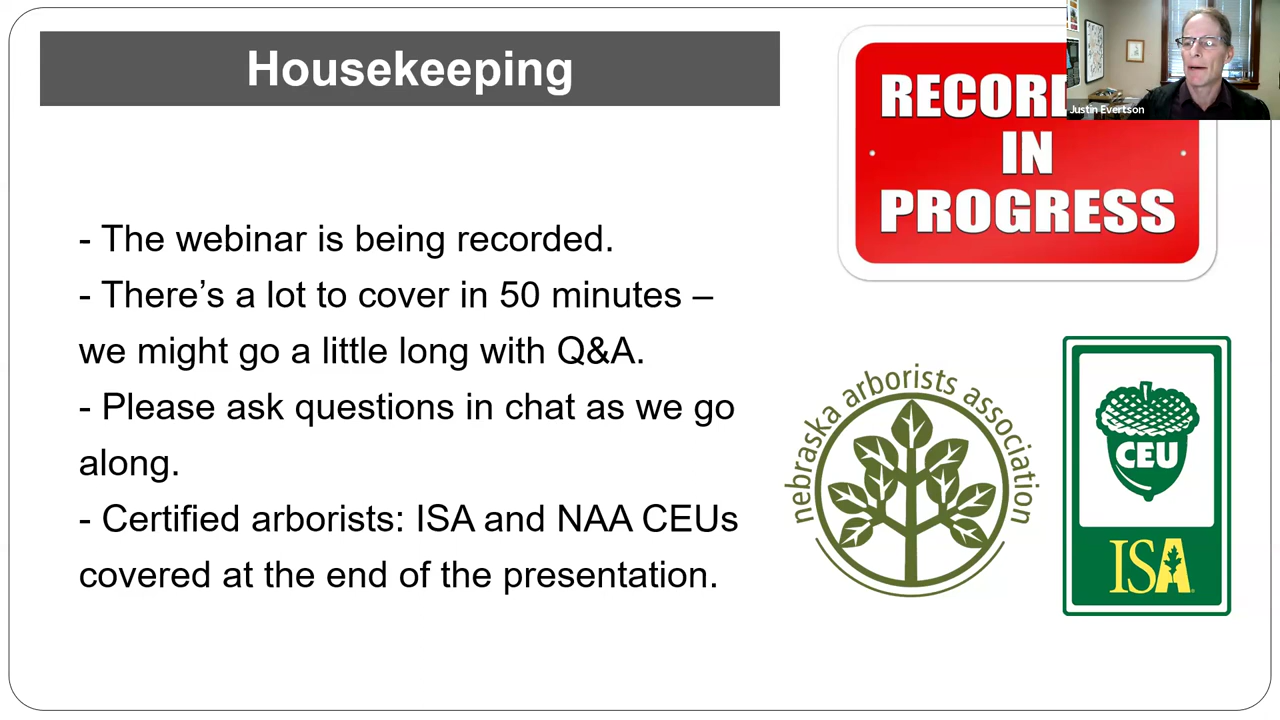 Housekeeping
- The webinar is being recorded.
- There’s a lot to cover in 50 minutes –
we might go a little long with Q&A.
- Please ask questions in chat as we go
along.
- Certified arborists: ISA and NAA CEUs
covered at the end of the presentation.
IN
PROGRESS
Justin Evertson
nebraska arborists association
CEU
ISA